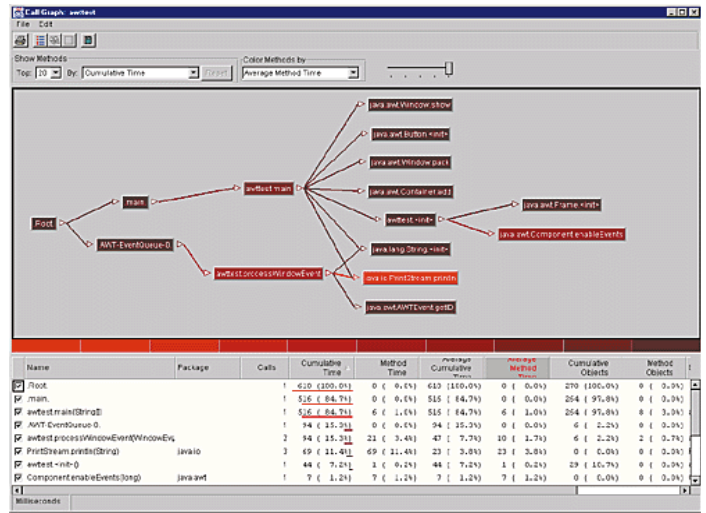 Call Graph: awttest
File Edit
Show Methods
Color Methods by
Top: 20 By: Cumulative Time Reset
Average Method Time
java.awt.Window.show
java.awt.Button.<init>
java.awt.Window.pack
java.awt.Container.add
awttest.<init>
java.lang.String.<init>
java.io.PrintStream.println
java.awt.AWTEvent.getID
java.awt.Frame.<init>
java.awt.Component.enableEvents
awttest.main
.main.
.Root.
AWT-EventQueue-0.
awttest.processWindowEvent
Name Package Calls Cumulative Time Method Time Average Cumulative Time Average Method Time Cumulative Objects Method Objects
.Root. 1 610 (100.0%) 0 ( 0.0%) 610 (100.0%) 0 ( 0.0%) 270 (100.0%) 0 ( 0.0%)
.main. 1 516 ( 84.7%) 0 ( 0.0%) 516 ( 84.7%) 0 ( 0.0%) 264 ( 97.8%) 0 ( 0.0%)
awttest.main(String[]) 1 516 ( 84.7%) 6 ( 1.0%) 516 ( 84.7%) 6 ( 1.0%) 264 ( 97.8%) 8 ( 3.0%)
AWT-EventQueue-0. 1 94 ( 15.3%) 0 ( 0.0%) 94 ( 15.3%) 0 ( 0.0%) 6 ( 2.2%) 0 ( 0.0%)
awttest.processWindowEvent(WindowEv 2 94 ( 15.3%) 21 ( 3.4%) 47 ( 7.7%) 10 ( 1.7%) 6 ( 2.2%) 2 ( 0.7%)
PrintStream.println(String) java.io 3 69 ( 11.4%) 69 ( 11.4%) 23 ( 3.8%) 23 ( 3.8%) 0 ( 0.0%) 0 ( 0.0%)
awttest.<init>() 1 44 ( 7.2%) 1 ( 0.2%) 44 ( 7.2%) 1 ( 0.2%) 29 ( 10.7%) 0 ( 0.0%)
Component.enableEvents(long) java.awt 1 7 ( 1.2%) 7 ( 1.2%) 7 ( 1.2%) 7 ( 1.2%) 0 ( 0.0%) 0 ( 0.0%)
Milliseconds